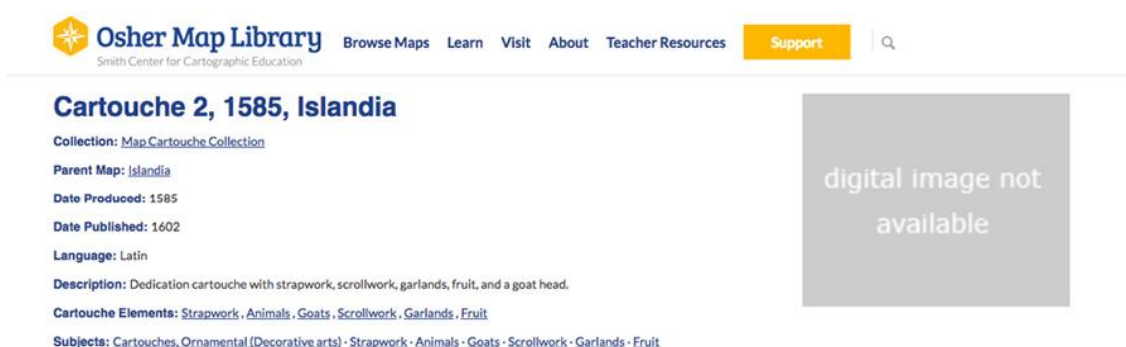 Osher Map Library
Smith Center for Cartographic Education
Browse Maps Learn Visit About Teacher Resources Support
Cartouche 2, 1585, Islandia
Collection: Map Cartouche Collection
Parent Map: Islandia
Date Produced: 1585
Date Published: 1602
Language: Latin
Description: Dedication cartouche with strapwork, scrollwork, garlands, fruit, and a goat head.
Cartouche Elements: Strapwork , Animals , Goats , Scrollwork , Garlands , Fruit
Subjects: Cartouches, Ornamental (Decorative arts) · Strapwork · Animals · Goats · Scrollwork · Garlands · Fruit
digital image not
available